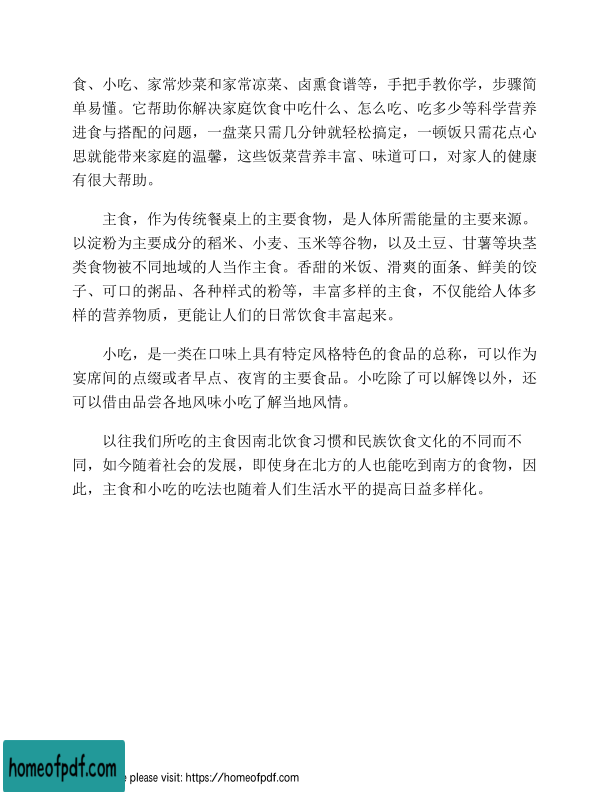 食、小吃、家常炒菜和家常凉菜、卤熏食谱等，手把手教你学，步骤简
单易懂。它帮助你解决家庭饮食中吃什么、怎么吃、吃多少等科学营养
进食与搭配的问题，一盘菜只需几分钟就轻松搞定，一顿饭只需花点心
思就能带来家庭的温馨，这些饭菜营养丰富、味道可口，对家人的健康
有很大帮助。
主食，作为传统餐桌上的主要食物，是人体所需能量的主要来源。
以淀粉为主要成分的稻米、小麦、玉米等谷物，以及土豆、甘薯等块茎
类食物被不同地域的人当作主食。香甜的米饭、滑爽的面条、鲜美的饺
子、可口的粥品、各种样式的粉等，丰富多样的主食，不仅能给人体多
样的营养物质，更能让人们的日常饮食丰富起来。
小吃，是一类在口味上具有特定风格特色的食品的总称，可以作为
宴席间的点缀或者早点、夜宵的主要食品。小吃除了可以解馋以外，还
可以借由品尝各地风味小吃了解当地风情。
以往我们所吃的主食因南北饮食习惯和民族饮食文化的不同而不
同，如今随着社会的发展，即使身在北方的人也能吃到南方的食物，因
此，主食和小吃的吃法也随着人们生活水平的提高日益多样化。
homeofpdf.com
e please visit: https://homeofpdf.com